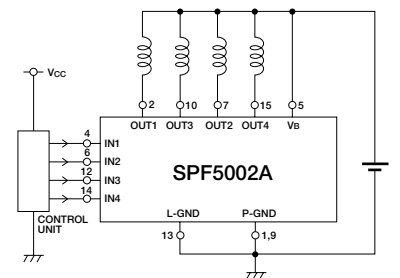 Vcc
2 10 7 15 5
OUT1 OUT3 OUT2 OUT4 VB
4 IN1
6 IN2
12 IN3
14 IN4
SPF5002A
CONTROL
UNIT
L-GND P-GND
13 1,9